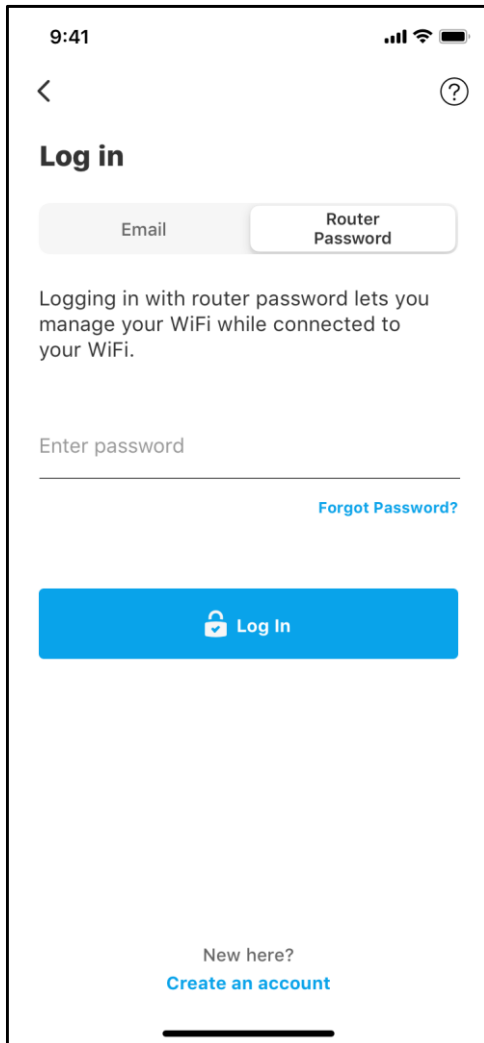 9:41
?
Log in
Email
Router
Password
Logging in with router password lets you
manage your WiFi while connected to
your WiFi.
Enter password
Forgot Password?
Log In
New here?
Create an account